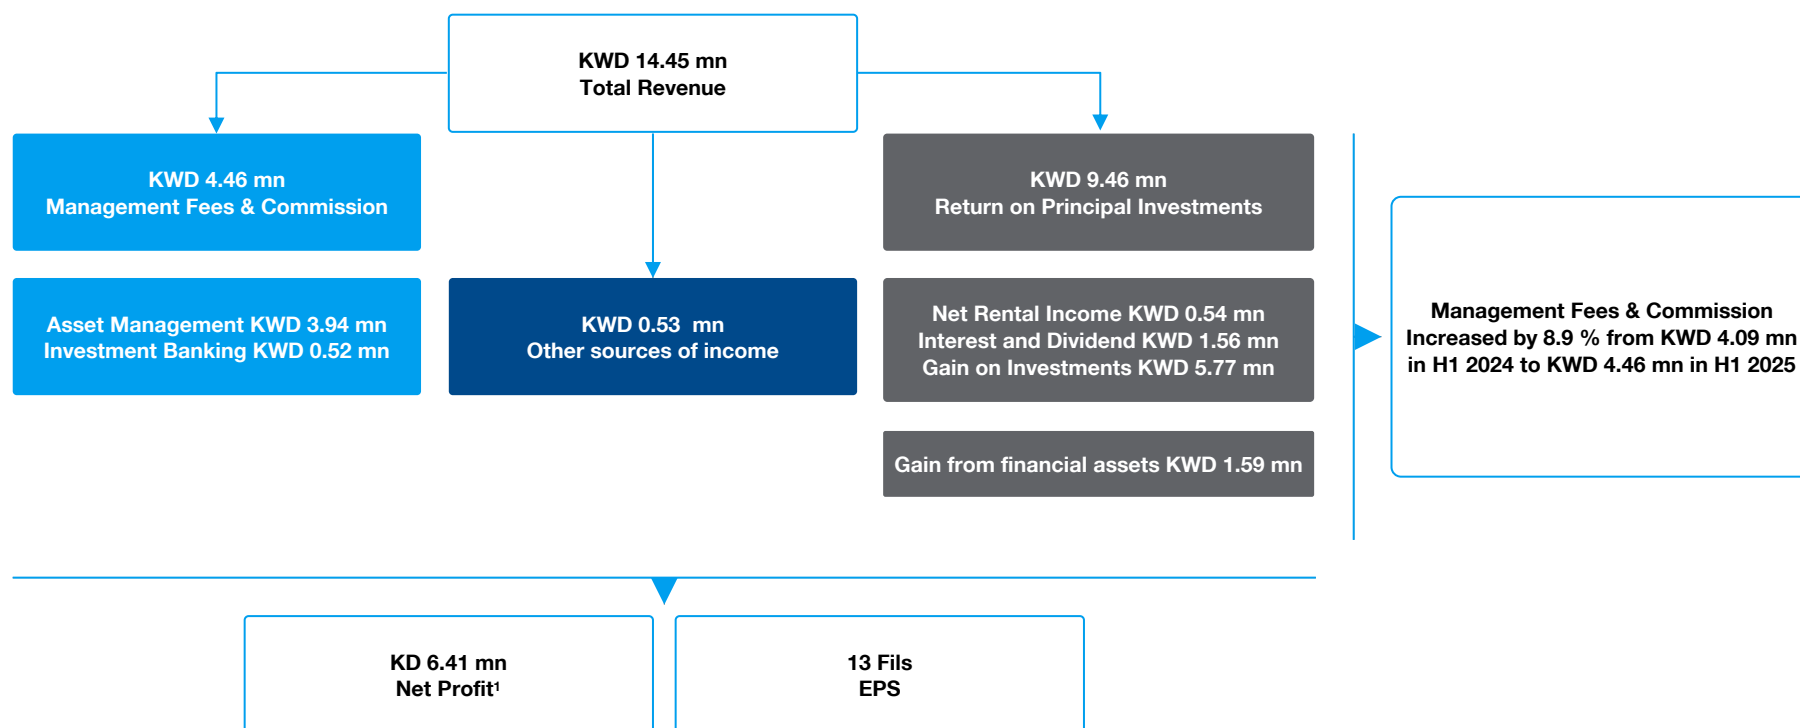 KWD 14.45 mn
Total Revenue
KWD 4.46 mn
Management Fees & Commission
KWD 9.46 mn
Return on Principal Investments
Asset Management KWD 3.94 mn
Investment Banking KWD 0.52 mn
KWD 0.53 mn
Other sources of income
Net Rental Income KWD 0.54 mn
Interest and Dividend KWD 1.56 mn
Gain on Investments KWD 5.77 mn
Gain from financial assets KWD 1.59 mn
Management Fees & Commission
Increased by 8.9 % from KWD 4.09 mn
in H1 2024 to KWD 4.46 mn in H1 2025
KD 6.41 mn
Net Profit¹
13 Fils
EPS